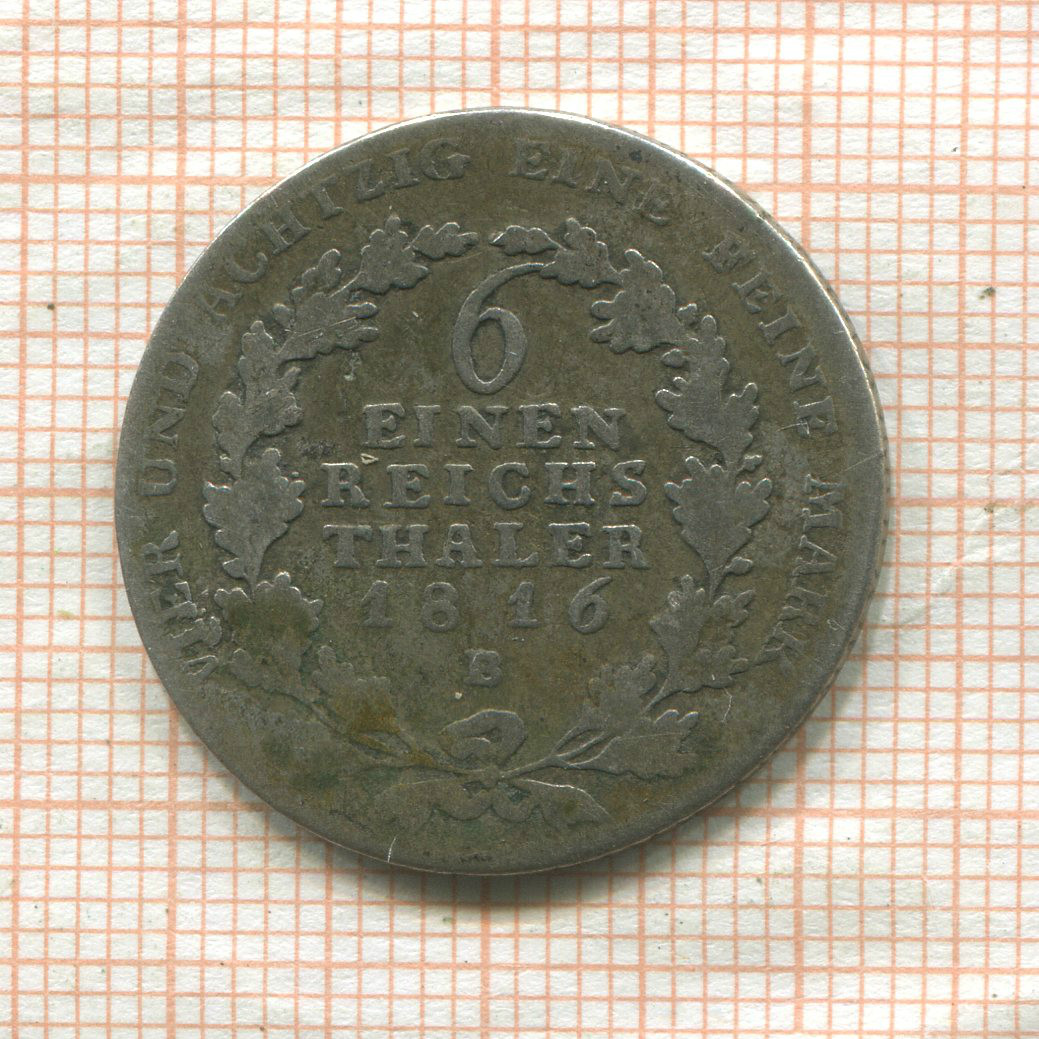 VIER UND ACHTZIG EINE FEINE MARK
6
EINEN
REICHS
THALER
1816
B